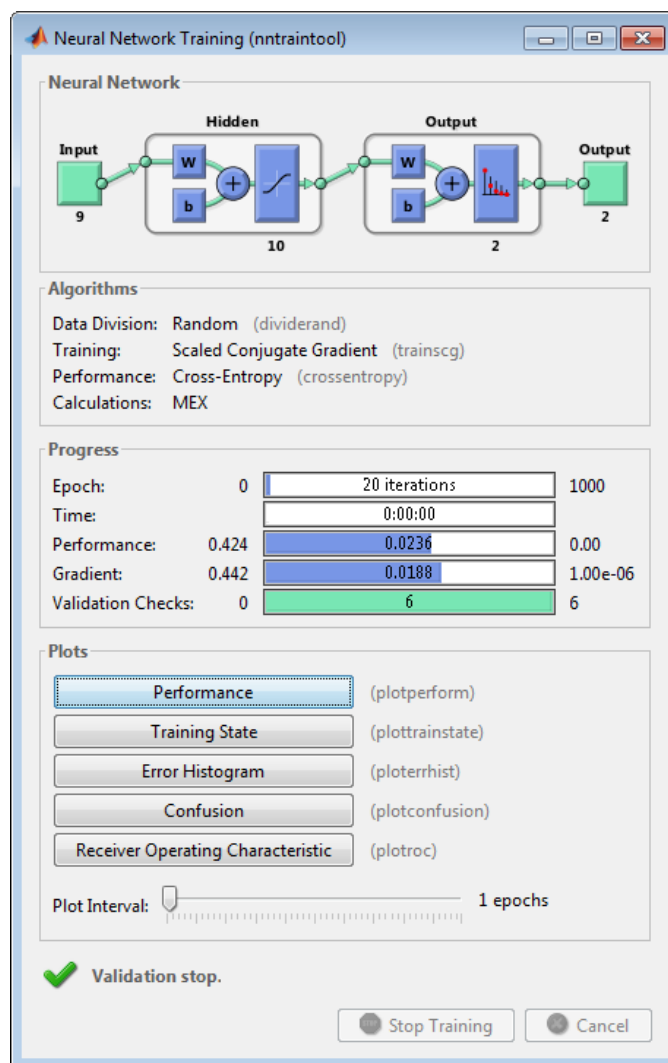 Neural Network Training (nntraintool)
Neural Network
Hidden
Output
Input
Output
W
b
+
W
b
+
9
10
2
2
Algorithms
Data Division: Random (dividerand)
Training: Scaled Conjugate Gradient (trainscg)
Performance: Cross-Entropy (crossentropy)
Calculations: MEX
Progress
Epoch: 0 20 iterations 1000
Time: 0:00:00
Performance: 0.424 0.0236 0.00
Gradient: 0.442 0.0188 1.00e-06
Validation Checks: 0 6 6
Plots
Performance (plotperform)
Training State (plottrainstate)
Error Histogram (ploterrhist)
Confusion (plotconfusion)
Receiver Operating Characteristic (plotroc)
Plot Interval: 1 epochs
Validation stop.
Stop Training Cancel